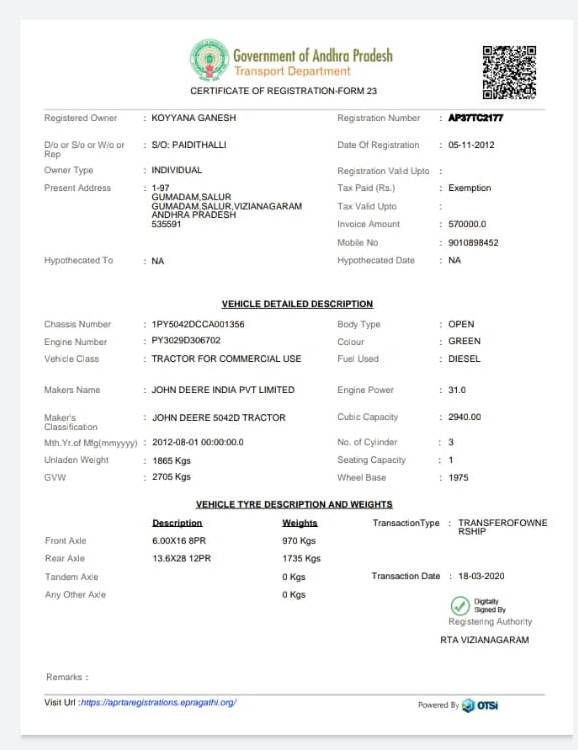 Government of Andhra Pradesh
Transport Department
CERTIFICATE OF REGISTRATION-FORM 23
Registered Owner : KOYYANA GANESH Registration Number : AP37TC2177
D/o or S/o or W/o or Rep : S/O: PAIDITHALLI Date Of Registration : 05-11-2012
Owner Type : INDIVIDUAL Registration Valid Upto :
Present Address : 1-97 Tax Paid (Rs.) : Exemption
GUMADAM,SALUR
GUMADAM,SALUR,VIZIANAGARAM Tax Valid Upto :
ANDHRA PRADESH
535591 Invoice Amount : 570000.0
Mobile No : 9010898452
Hypothecated To : NA Hypothecated Date : NA
VEHICLE DETAILED DESCRIPTION
Chassis Number : 1PY5042DCCA001356 Body Type : OPEN
Engine Number : PY3029D306702 Colour : GREEN
Vehicle Class : TRACTOR FOR COMMERCIAL USE Fuel Used : DIESEL
Makers Name : JOHN DEERE INDIA PVT LIMITED Engine Power : 31.0
Maker's Classification : JOHN DEERE 5042D TRACTOR Cubic Capacity : 2940.00
Mth.Yr.of Mfg(mmyyyy) : 2012-08-01 00:00:00.0 No. of Cylinder : 3
Unladen Weight : 1865 Kgs Seating Capacity : 1
GVW : 2705 Kgs Wheel Base : 1975
VEHICLE TYRE DESCRIPTION AND WEIGHTS
Description Weights TransactionType : TRANSFEROFOWNE
RSHIP
Front Axle 6.00X16 8PR 970 Kgs
Rear Axle 13.6X28 12PR 1735 Kgs
Tandem Axle 0 Kgs Transaction Date : 18-03-2020
Any Other Axle 0 Kgs
Digitally
Signed By
Registering Authority
RTA VIZIANAGARAM
Remarks :
Visit Url :https://aprtaregistrations.epragathi.org/ Powered By OTSi